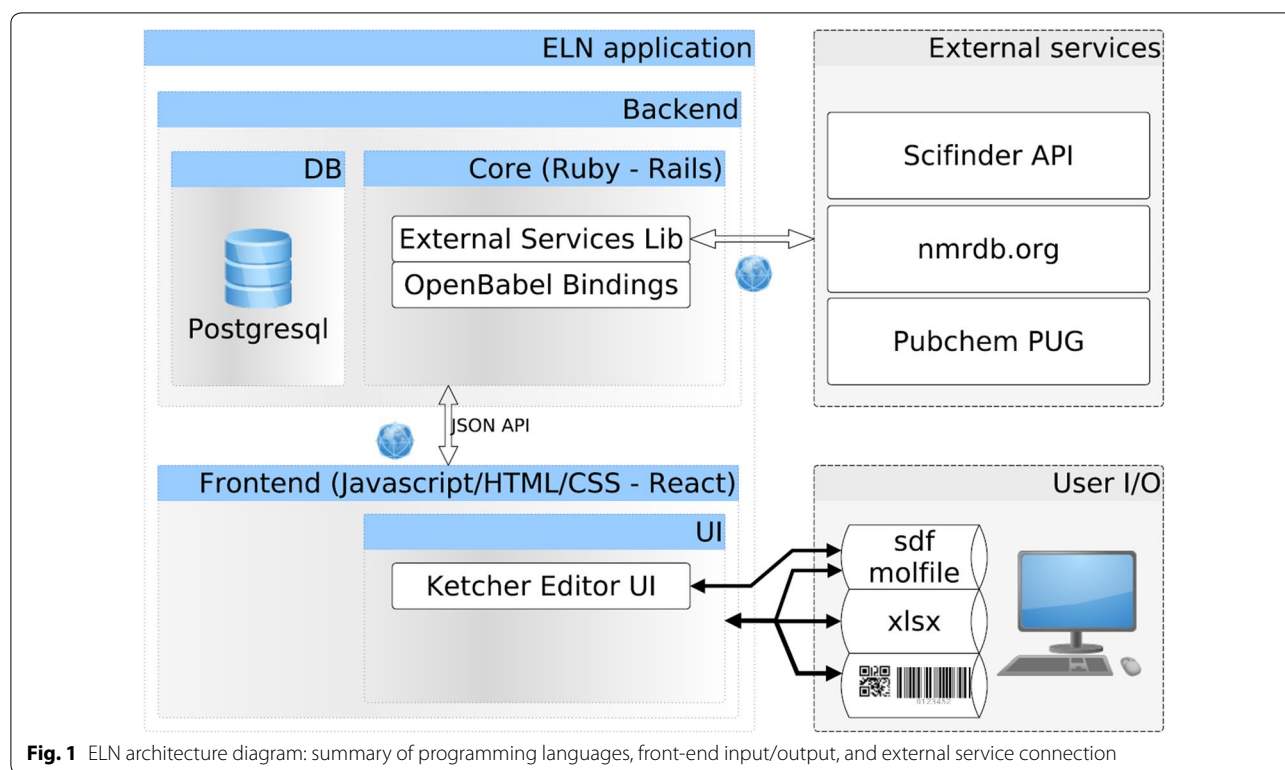 ELN application
Backend
DB
Postgresql
Core (Ruby - Rails)
External Services Lib
OpenBabel Bindings
JSON API
Frontend (Javascript/HTML/CSS - React)
UI
Ketcher Editor UI
External services
Scifinder API
nmrdb.org
Pubchem PUG
User I/O
sdf
molfile
xlsx
0123452
Fig. 1 ELN architecture diagram: summary of programming languages, front-end input/output, and external service connection